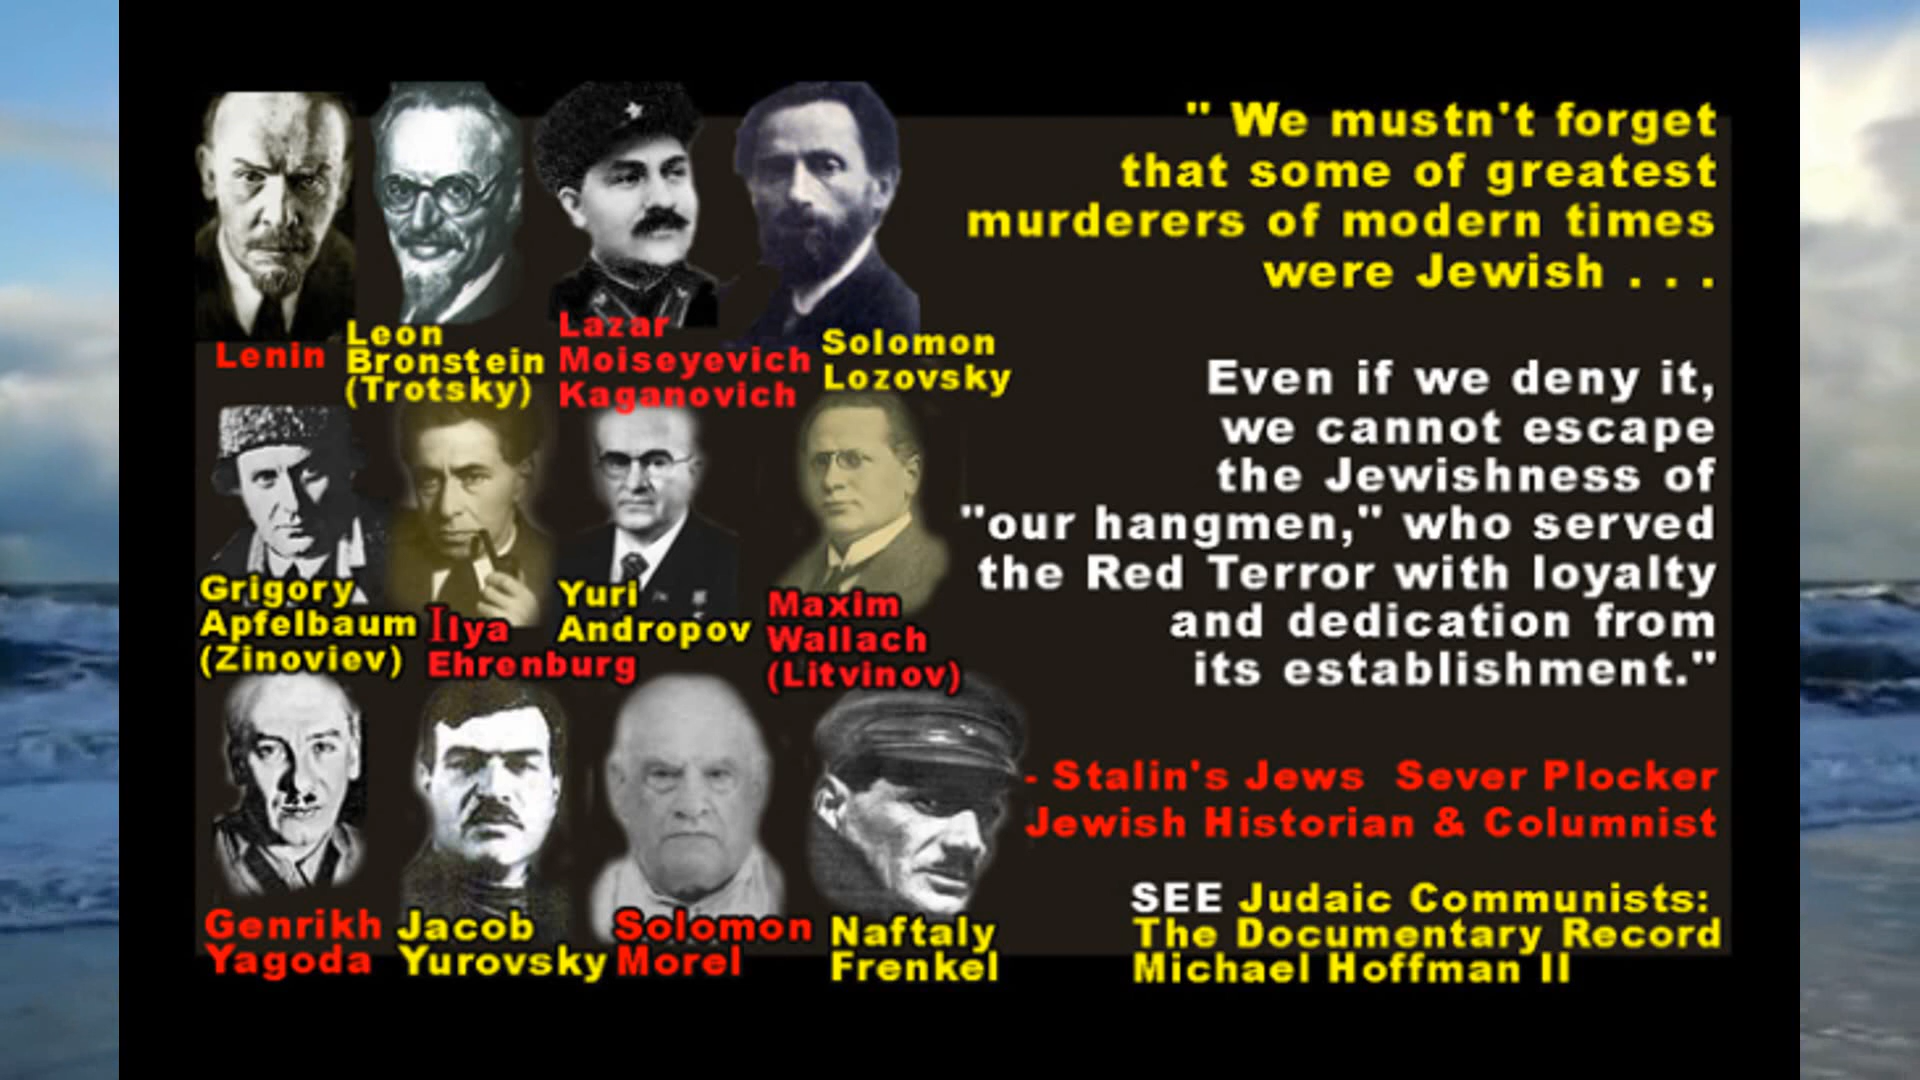 Lenin
Leon
Bronstein
(Trotsky)
Lazar
Moiseyevich
Kaganovich
Solomon
Lozovsky
Grigory
Apfelbaum
(Zinoviev)
Ilya
Ehrenburg
Yuri
Andropov
Maxim
Wallach
(Litvinov)
Genrikh
Yagoda
Jacob
Yurovsky
Solomon
Morel
Naftaly
Frenkel
" We mustn't forget
that some of greatest
murderers of modern times
were Jewish . . .
Even if we deny it,
we cannot escape
the Jewishness of
"our hangmen," who served
the Red Terror with loyalty
and dedication from
its establishment."
- Stalin's Jews Sever Plocker
Jewish Historian & Columnist
SEE Judaic Communists:
The Documentary Record
Michael Hoffman II